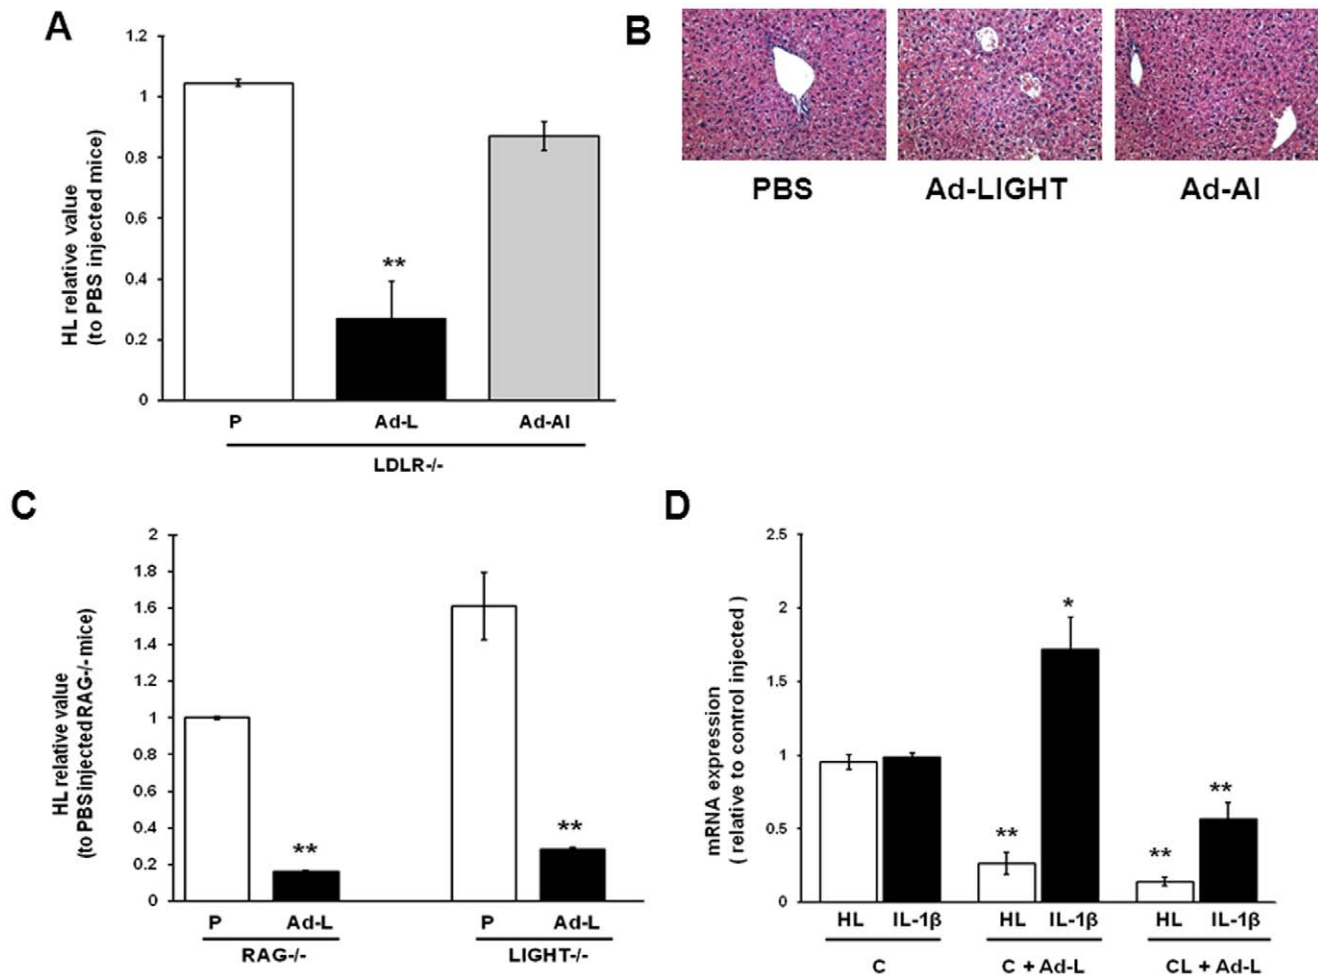 A
HL relative value
(to PBS injected mice)
1.2
1
0.8
0.6
0.4
0.2
0
**
P Ad-L Ad-AI
LDLR-/-
B
PBS Ad-LIGHT Ad-AI
C
HL relative value
(to PBS injected RAG-/- mice)
2
1.8
1.6
1.4
1.2
1
0.8
0.6
0.4
0.2
0
** **
P Ad-L P Ad-L
RAG-/- LIGHT-/-
D
mRNA expression
( relative to control injected )
2.5
2
1.5
1
0.5
0
** * ** **
HL IL-1β HL IL-1β HL IL-1β
C C + Ad-L CL + Ad-L